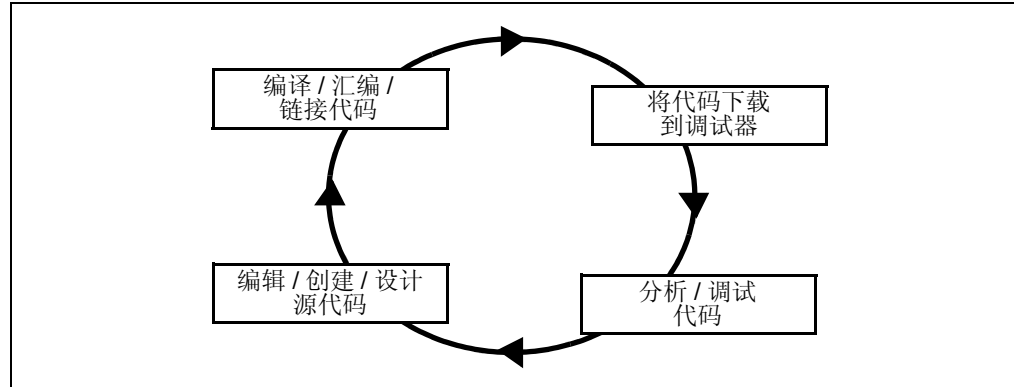 编译 / 汇编 /
链接代码
将代码下载
到调试器
编辑 / 创建 / 设计
源代码
分析 / 调试
代码